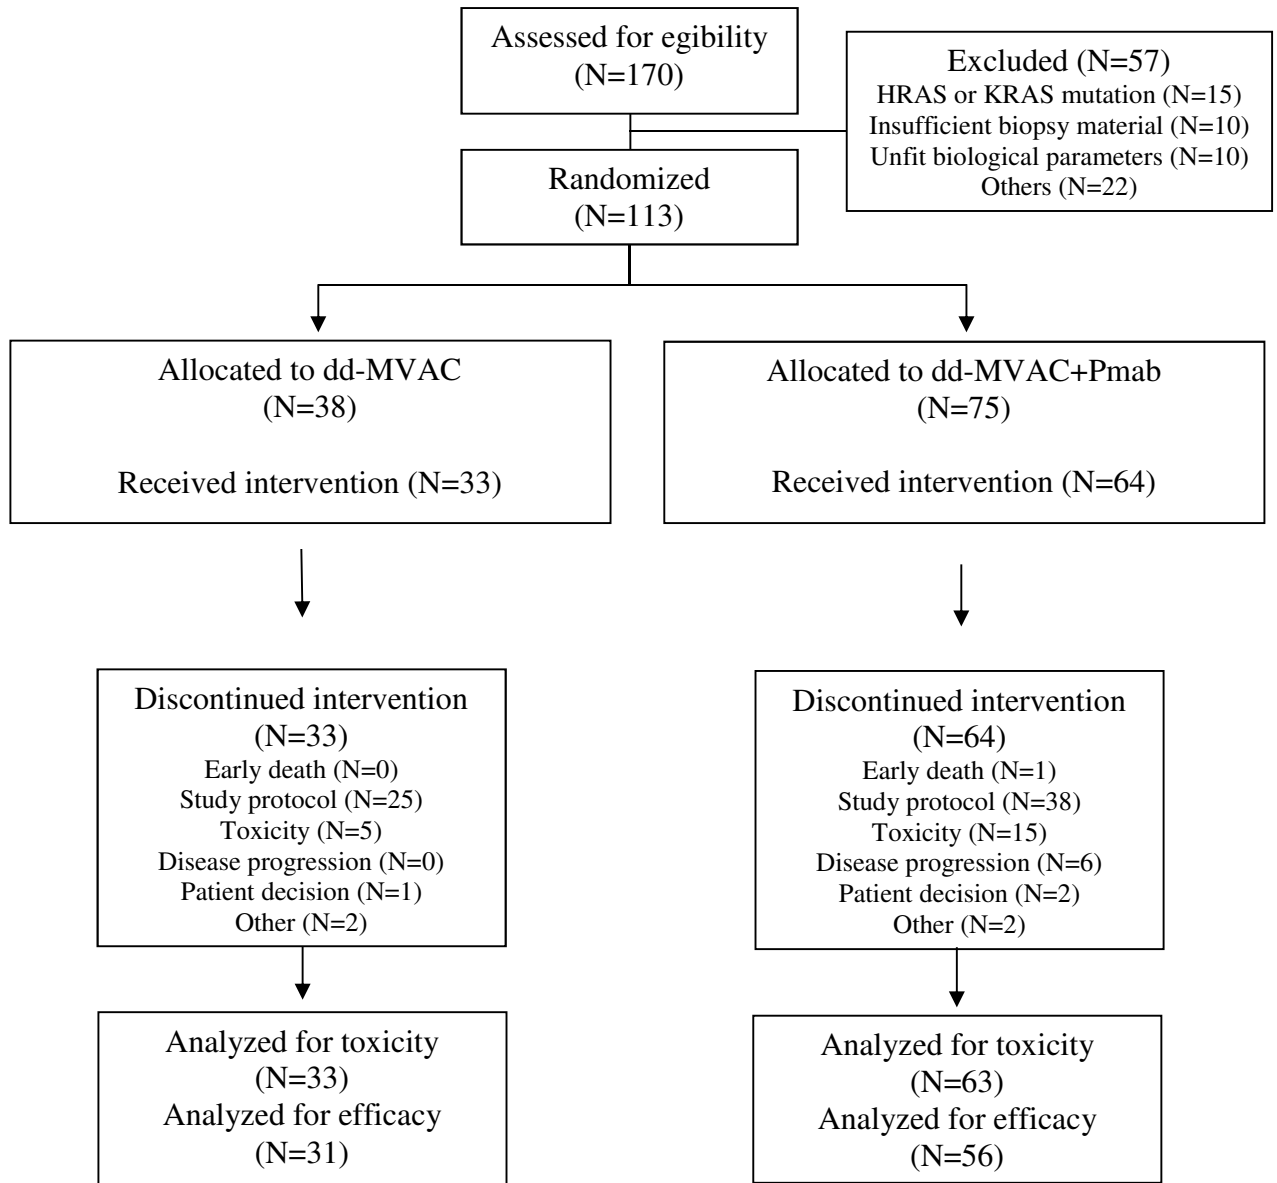 Assessed for egibility
(N=170)
Excluded (N=57)
HRAS or KRAS mutation (N=15)
Insufficient biopsy material (N=10)
Unfit biological parameters (N=10)
Others (N=22)
Randomized
(N=113)
Allocated to dd-MVAC
(N=38)
Received intervention (N=33)
Allocated to dd-MVAC+Pmab
(N=75)
Received intervention (N=64)
Discontinued intervention
(N=33)
Early death (N=0)
Study protocol (N=25)
Toxicity (N=5)
Disease progression (N=0)
Patient decision (N=1)
Other (N=2)
Discontinued intervention
(N=64)
Early death (N=1)
Study protocol (N=38)
Toxicity (N=15)
Disease progression (N=6)
Patient decision (N=2)
Other (N=2)
Analyzed for toxicity
(N=33)
Analyzed for efficacy
(N=31)
Analyzed for toxicity
(N=63)
Analyzed for efficacy
(N=56)